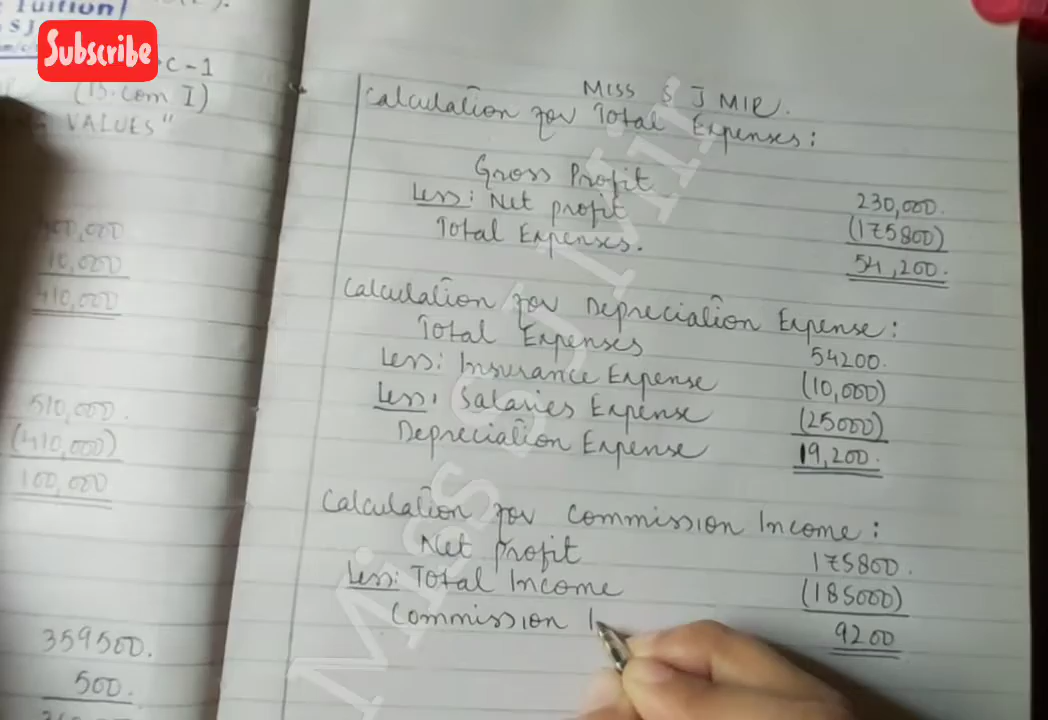 Tuition
Subscribe
C-1
(B.Com I)
VALUES"
10,000
410,000
510,000.
(410,000)
100,000
359500.
500.
Miss S J MIR.
Calculation for Total Expenses:
Gross Profit 230,000.
Less: Net profit (175800)
Total Expenses. 54,200.
Calculation for Depreciation Expense:
Total Expenses 54200.
Less: Insurance Expense (10,000)
Less: Salaries Expense (25000)
Depreciation Expense 19,200.
Calculation for Commission Income:
Net profit 175800.
Less: Total Income (185000)
Commission I 9200
Miss S J Mir